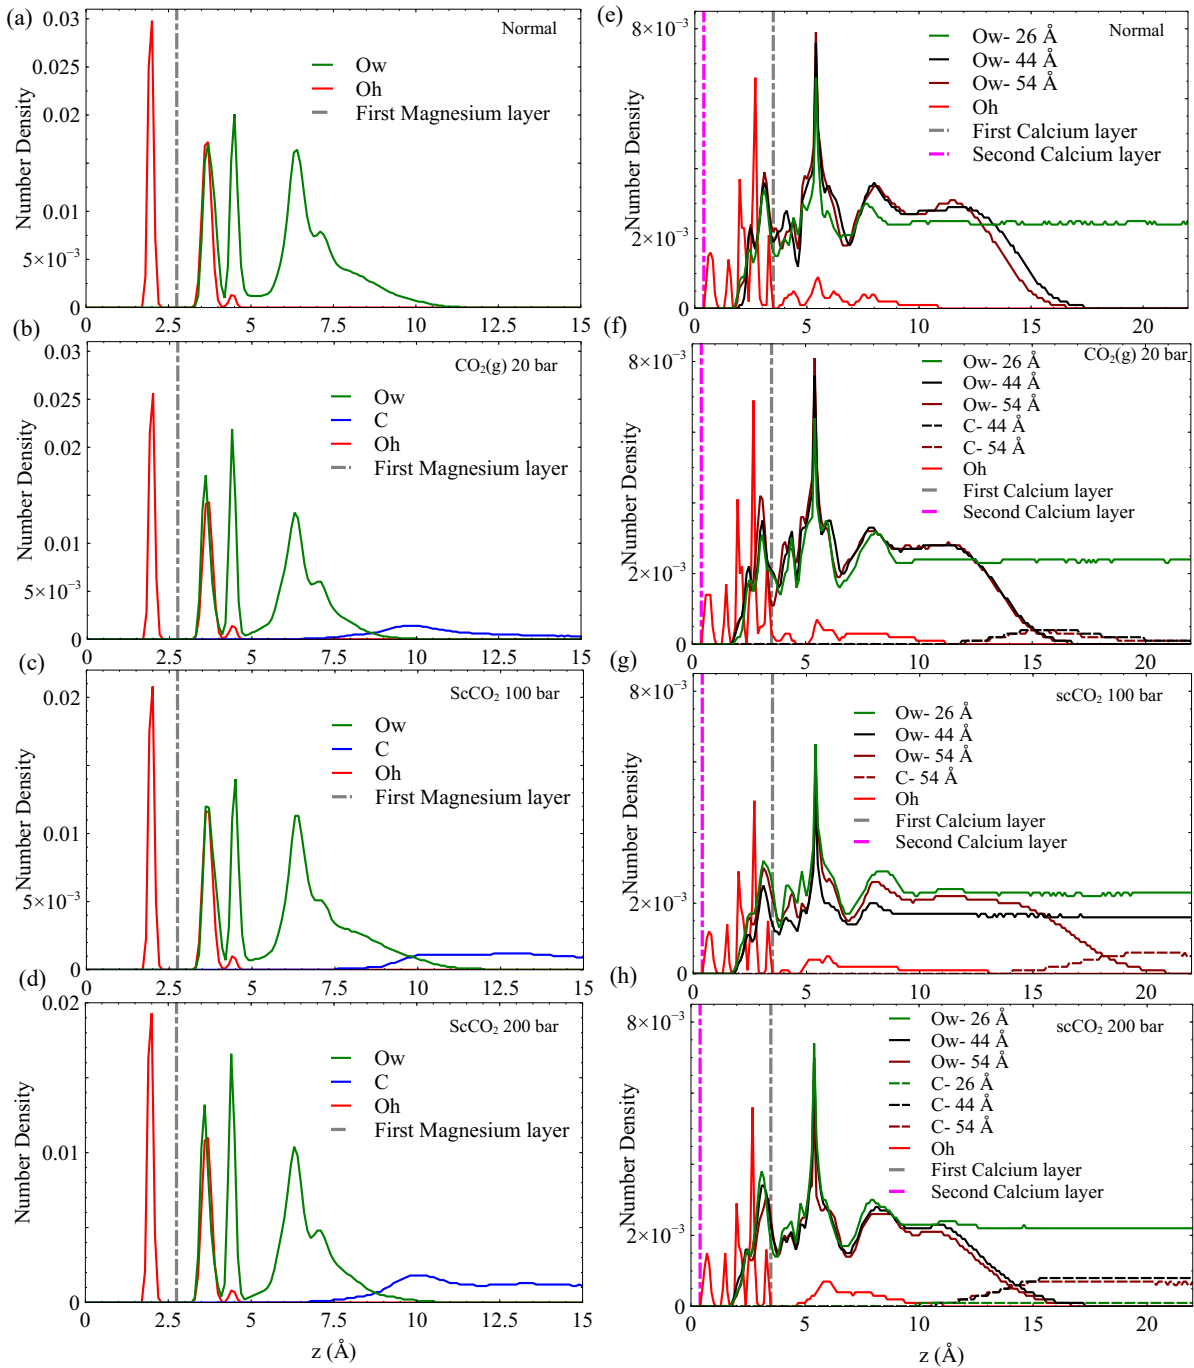 (a)
Normal
0.03
0.025
0.02
0.01
5×10⁻³
0
Number Density
Ow
Oh
First Magnesium layer
0 2.5 5 7.5 10 12.5 15
(b)
CO₂(g) 20 bar
0.03
0.025
0.02
0.01
5×10⁻³
0
Number Density
Ow
C
Oh
First Magnesium layer
0 2.5 5 7.5 10 12.5 15
(c)
ScCO₂ 100 bar
0.02
0.01
5×10⁻³
0
Number Density
Ow
C
Oh
First Magnesium layer
0 2.5 5 7.5 10 12.5 15
(d)
ScCO₂ 200 bar
0.02
0.01
0
Number Density
Ow
C
Oh
First Magnesium layer
0 2.5 5 7.5 10 12.5 15
z (Å)
(e)
Normal
8×10⁻³
2×10⁻³
0
Number Density
Ow- 26 Å
Ow- 44 Å
Ow- 54 Å
Oh
First Calcium layer
Second Calcium layer
0 5 10 15 20
(f)
CO₂(g) 20 bar
8×10⁻³
2×10⁻³
0
Number Density
Ow- 26 Å
Ow- 44 Å
Ow- 54 Å
C- 44 Å
C- 54 Å
Oh
First Calcium layer
Second Calcium layer
0 5 10 15 20
(g)
scCO₂ 100 bar
8×10⁻³
2×10⁻³
0
Number Density
Ow- 26 Å
Ow- 44 Å
Ow- 54 Å
C- 54 Å
Oh
First Calcium layer
Second Calcium layer
0 5 10 15 20
(h)
scCO₂ 200 bar
8×10⁻³
2×10⁻³
0
Number Density
Ow- 26 Å
Ow- 44 Å
Ow- 54 Å
C- 26 Å
C- 44 Å
C- 54 Å
Oh
First Calcium layer
Second Calcium layer
0 5 10 15 20
z (Å)